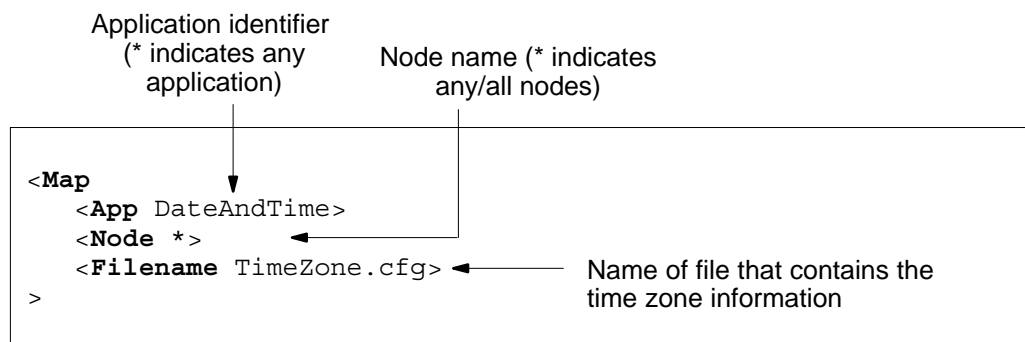 Application identifier
(* indicates any
application)
Node name (* indicates
any/all nodes)
<Map
<App DateAndTime>
<Node *>
<Filename TimeZone.cfg>
>
Name of file that contains the
time zone information